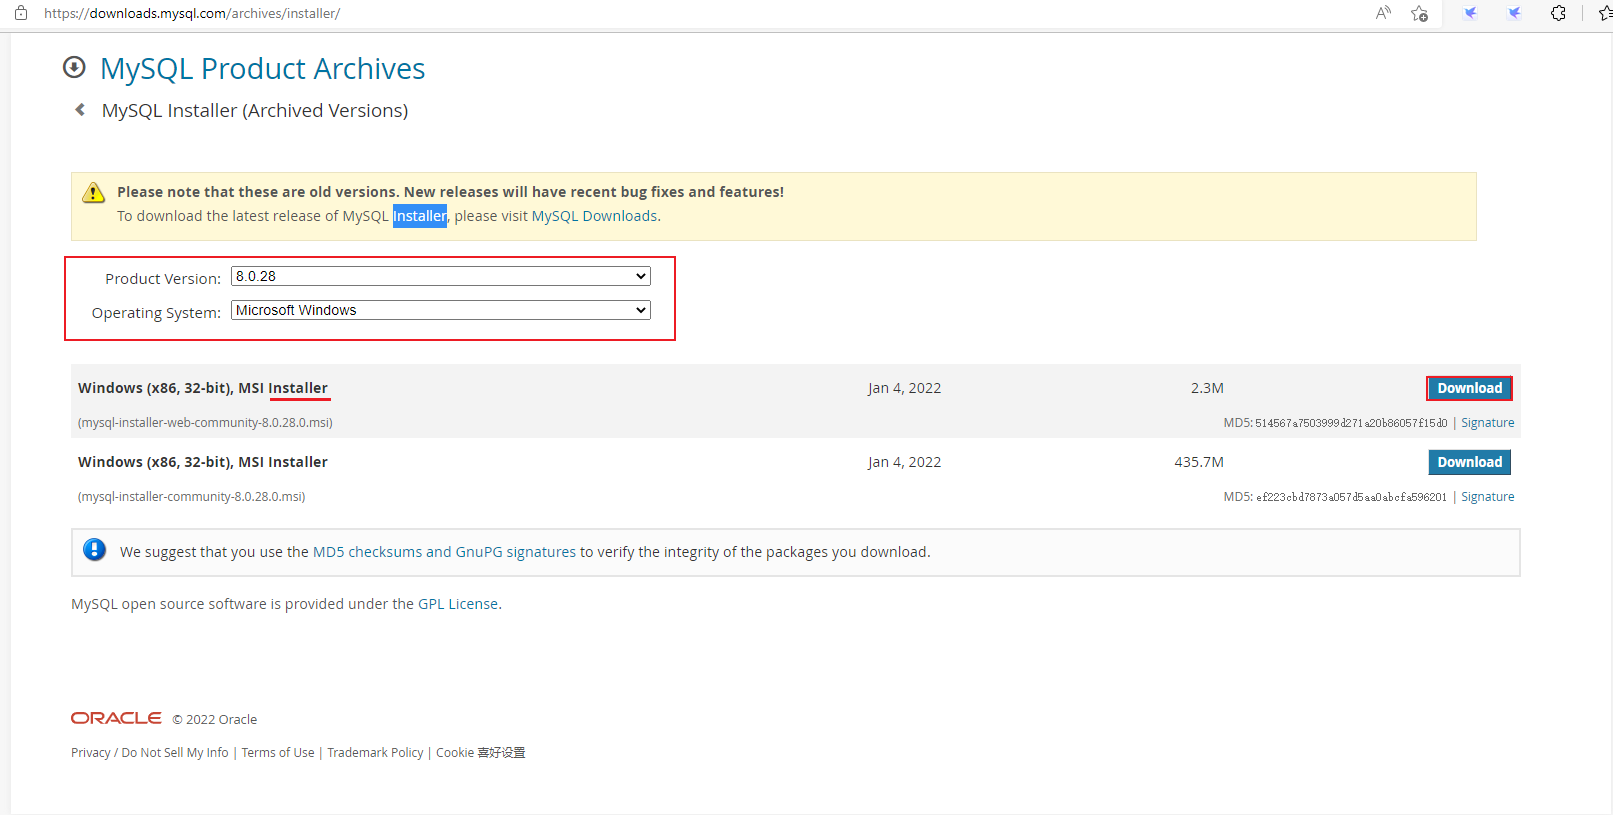 https://downloads.mysql.com/archives/installer/
MySQL Product Archives
MySQL Installer (Archived Versions)
Please note that these are old versions. New releases will have recent bug fixes and features!
To download the latest release of MySQL Installer, please visit MySQL Downloads.
Product Version: 8.0.28
Operating System: Microsoft Windows
Windows (x86, 32-bit), MSI Installer Jan 4, 2022 2.3M Download
(mysql-installer-web-community-8.0.28.0.msi) MD5: 514567a7503999d271a20b86057f15d0 | Signature
Windows (x86, 32-bit), MSI Installer Jan 4, 2022 435.7M Download
(mysql-installer-community-8.0.28.0.msi) MD5: ef223cbd7873a057d5aa0abcfa596201 | Signature
We suggest that you use the MD5 checksums and GnuPG signatures to verify the integrity of the packages you download.
MySQL open source software is provided under the GPL License.
ORACLE © 2022 Oracle
Privacy / Do Not Sell My Info | Terms of Use | Trademark Policy | Cookie 喜好设置